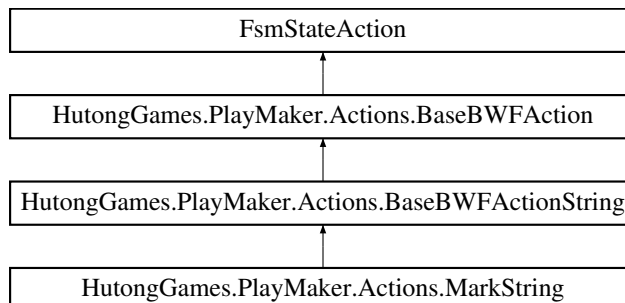 FsmStateAction
HutongGames.PlayMaker.Actions.BaseBWFAction
HutongGames.PlayMaker.Actions.BaseBWFActionString
HutongGames.PlayMaker.Actions.MarkString